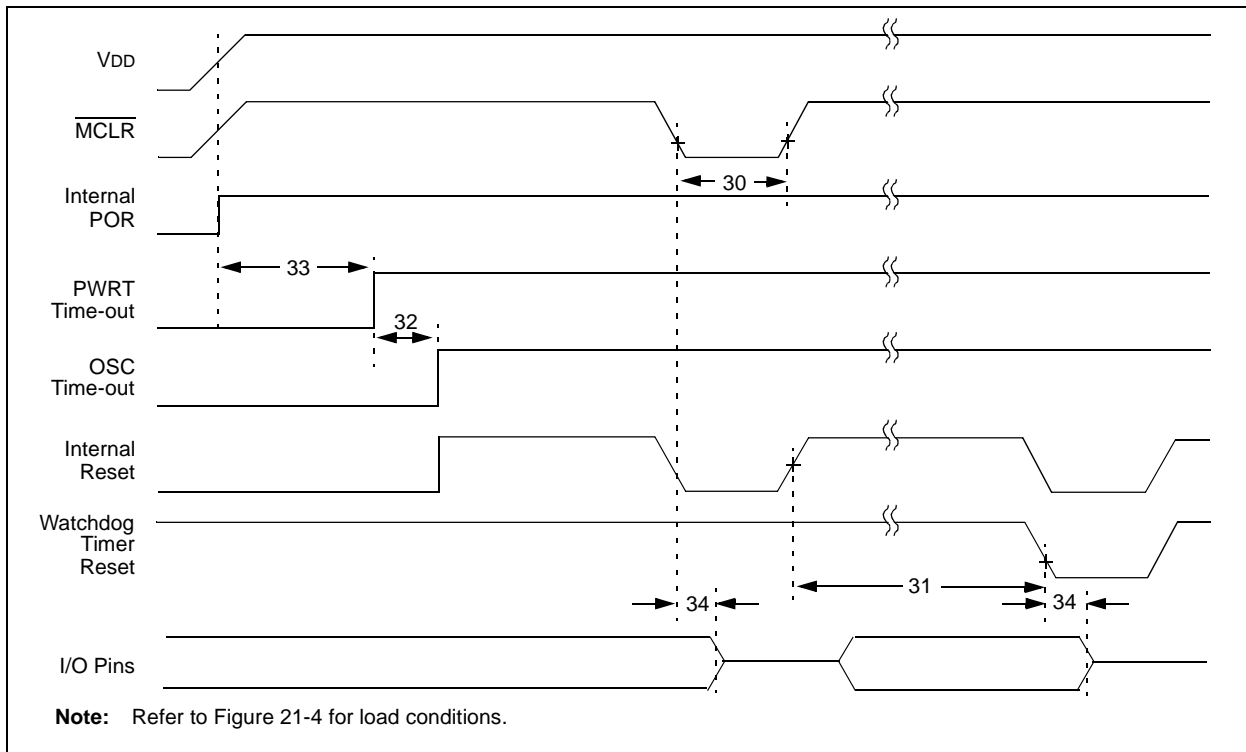 VDD
MCLR
30
Internal
POR
33
PWRT
Time-out
32
OSC
Time-out
Internal
Reset
Watchdog
Timer
Reset
31
34
34
I/O Pins
Note: Refer to Figure 21-4 for load conditions.